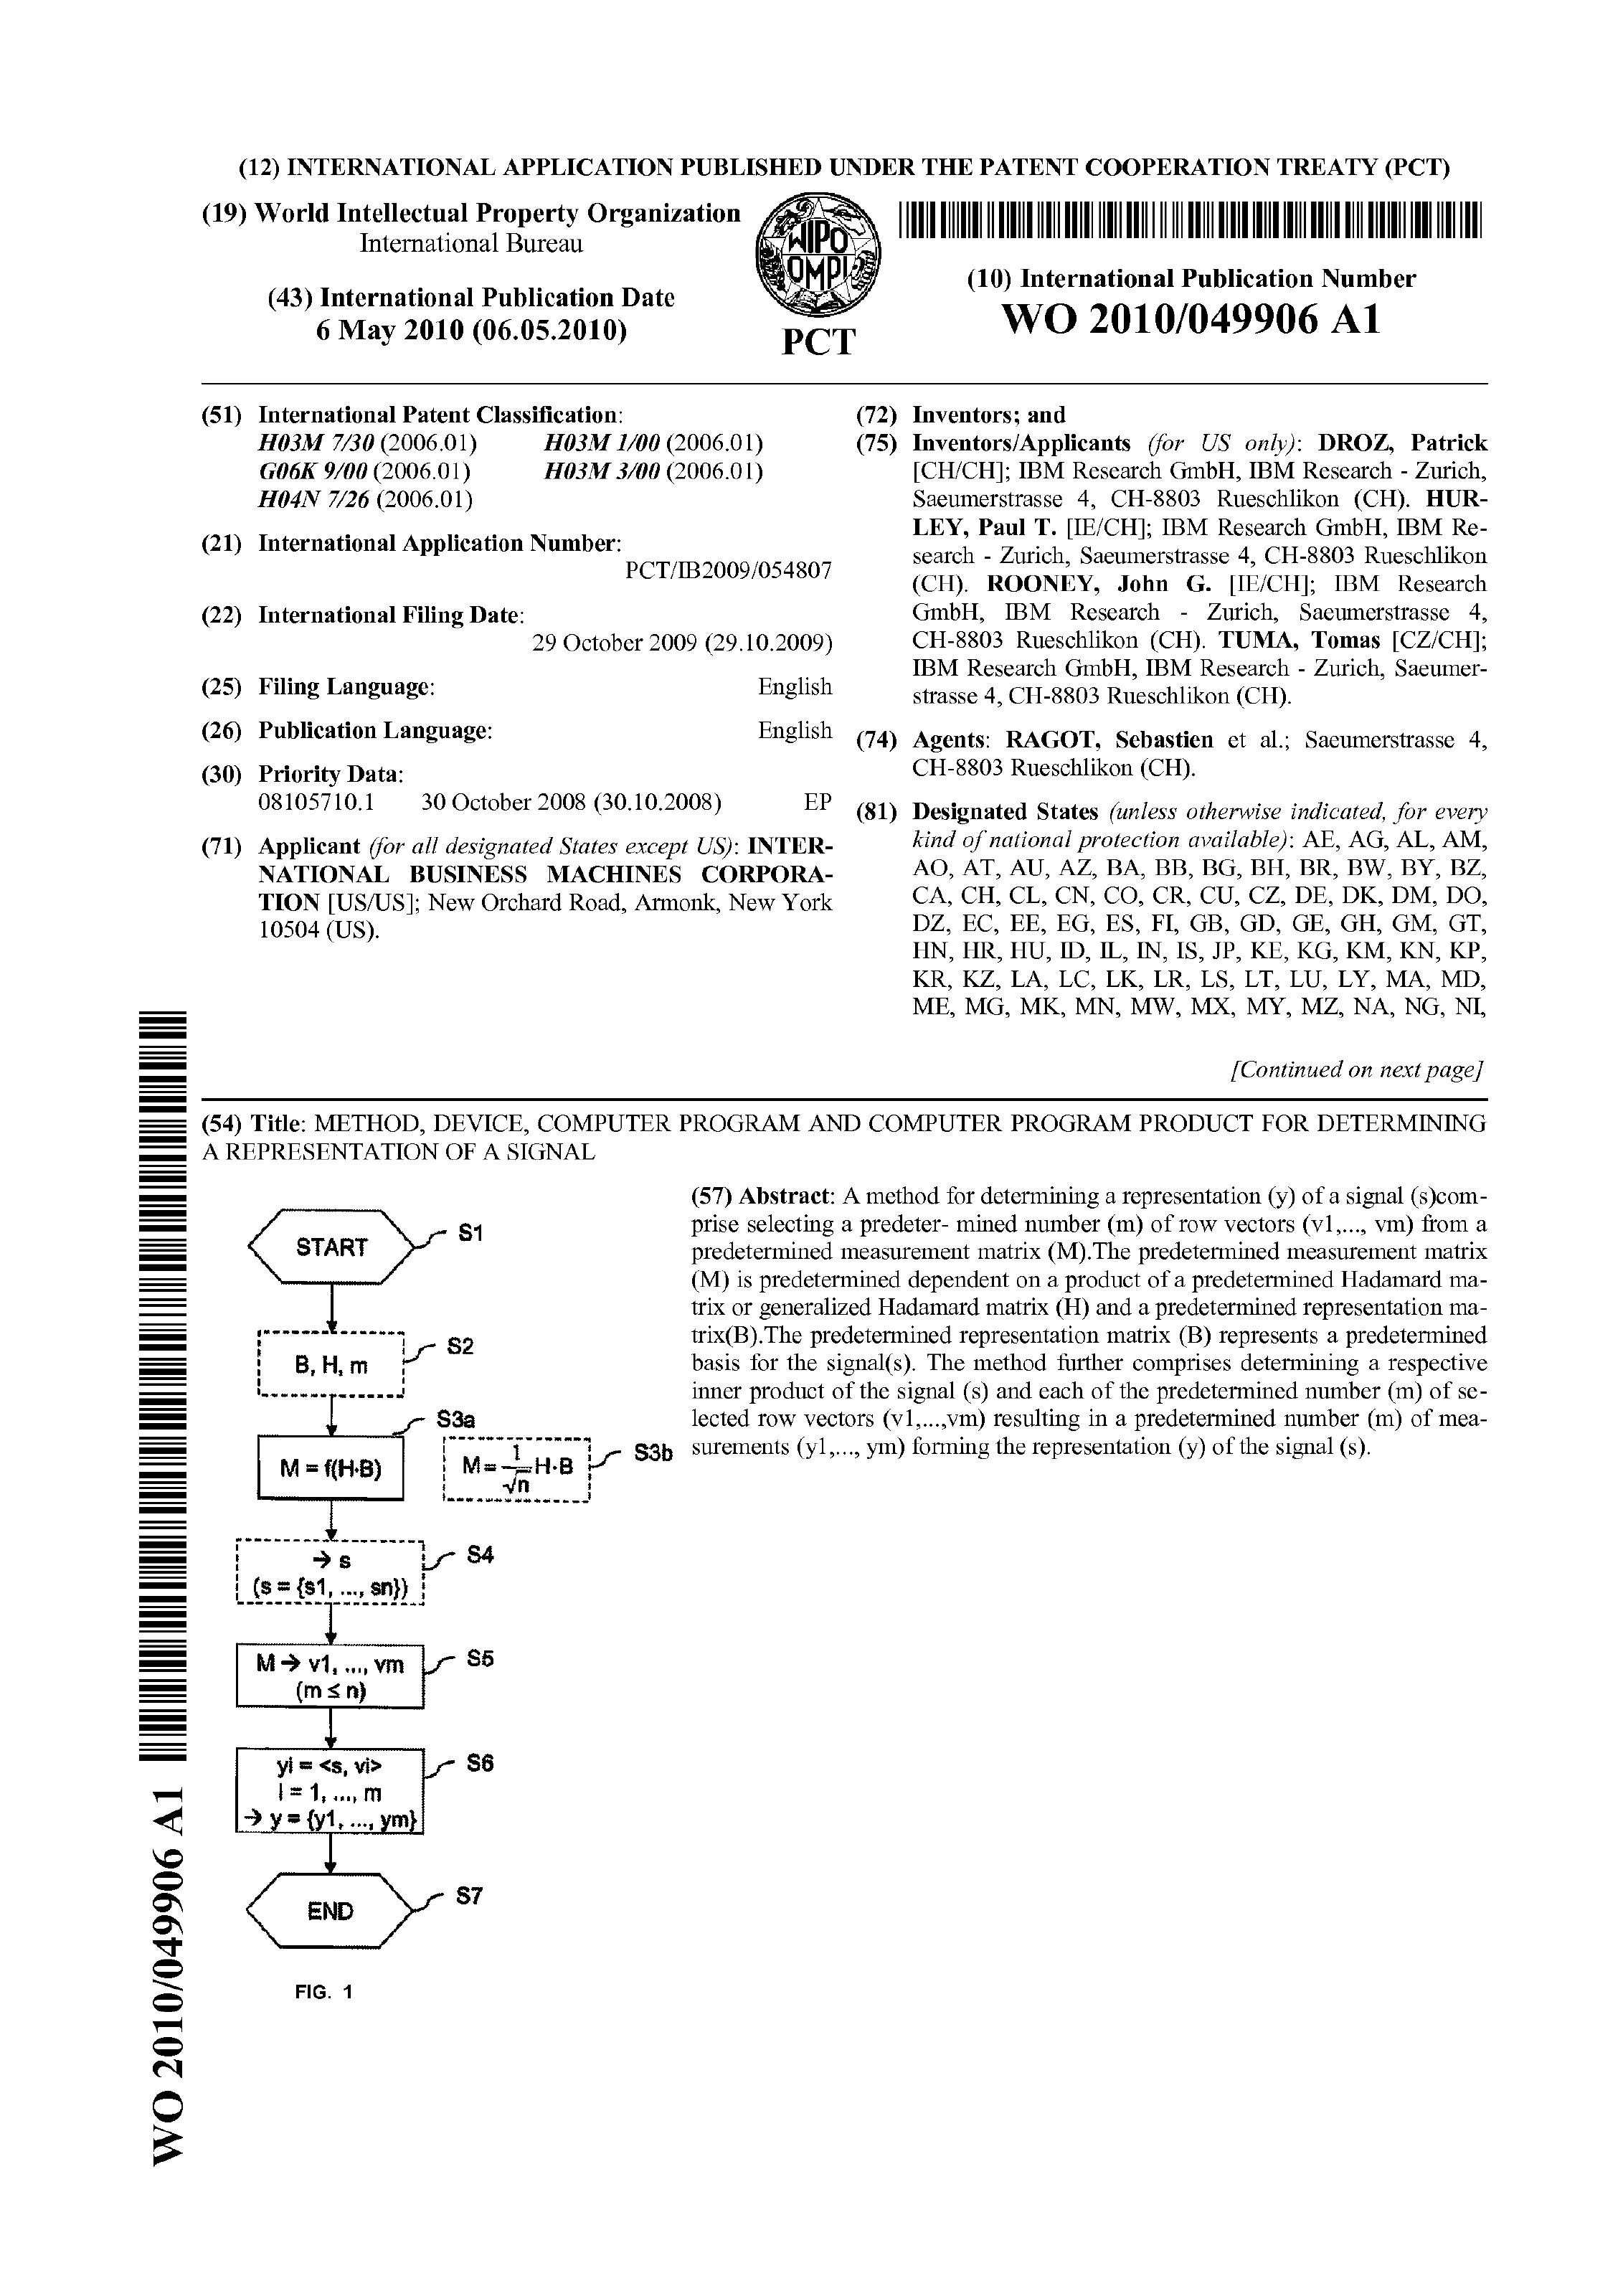 (12) INTERNATIONAL APPLICATION PUBLISHED UNDER THE PATENT COOPERATION TREATY (PCT)
(19) World Intellectual Property Organization
International Bureau
(43) International Publication Date
6 May 2010 (06.05.2010)
WIPO
OMPI
PCT
(10) International Publication Number
WO 2010/049906 A1
(51) International Patent Classification:
H03M 7/30 (2006.01) H03M 1/00 (2006.01)
G06K 9/00 (2006.01) H03M 3/00 (2006.01)
H04N 7/26 (2006.01)
(21) International Application Number:
PCT/IB2009/054807
(22) International Filing Date:
29 October 2009 (29.10.2009)
(25) Filing Language: English
(26) Publication Language: English
(30) Priority Data:
08105710.1 30 October 2008 (30.10.2008) EP
(71) Applicant (for all designated States except US): INTER-
NATIONAL BUSINESS MACHINES CORPORA-
TION [US/US]; New Orchard Road, Armonk, New York
10504 (US).
(72) Inventors; and
(75) Inventors/Applicants (for US only): DROZ, Patrick
[CH/CH]; IBM Research GmbH, IBM Research - Zurich,
Saeumerstrasse 4, CH-8803 Rueschlikon (CH). HUR-
LEY, Paul T. [IE/CH]; IBM Research GmbH, IBM Re-
search - Zurich, Saeumerstrasse 4, CH-8803 Rueschlikon
(CH). ROONEY, John G. [IE/CH]; IBM Research
GmbH, IBM Research - Zurich, Saeumerstrasse 4,
CH-8803 Rueschlikon (CH). TUMA, Tomas [CZ/CH];
IBM Research GmbH, IBM Research - Zurich, Saeumer-
strasse 4, CH-8803 Rueschlikon (CH).
(74) Agents: RAGOT, Sebastien et al.; Saeumerstrasse 4,
CH-8803 Rueschlikon (CH).
(81) Designated States (unless otherwise indicated, for every
kind of national protection available): AE, AG, AL, AM,
AO, AT, AU, AZ, BA, BB, BG, BH, BR, BW, BY, BZ,
CA, CH, CL, CN, CO, CR, CU, CZ, DE, DK, DM, DO,
DZ, EC, EE, EG, ES, FI, GB, GD, GE, GH, GM, GT,
HN, HR, HU, ID, IL, IN, IS, JP, KE, KG, KM, KN, KP,
KR, KZ, LA, LC, LK, LR, LS, LT, LU, LY, MA, MD,
ME, MG, MK, MN, MW, MX, MY, MZ, NA, NG, NI,
[Continued on next page]
(54) Title: METHOD, DEVICE, COMPUTER PROGRAM AND COMPUTER PROGRAM PRODUCT FOR DETERMINING
A REPRESENTATION OF A SIGNAL
START S1
B, H, m S2
S3a
M = f(H·B)
M = 1/√n H·B S3b
→ s S4
(s = {s1, ..., sn})
M → v1, ..., vm S5
(m ≤ n)
yi = <s, vi> S6
i = 1, ..., m
→ y = {y1, ..., ym}
END S7
FIG. 1
(57) Abstract: A method for determining a representation (y) of a signal (s)com-
prise selecting a predeter- mined number (m) of row vectors (v1,..., vm) from a
predetermined measurement matrix (M).The predetermined measurement matrix
(M) is predetermined dependent on a product of a predetermined Hadamard ma-
trix or generalized Hadamard matrix (H) and a predetermined representation ma-
trix(B).The predetermined representation matrix (B) represents a predetermined
basis for the signal(s). The method further comprises determining a respective
inner product of the signal (s) and each of the predetermined number (m) of se-
lected row vectors (v1,...,vm) resulting in a predetermined number (m) of mea-
surements (y1,..., ym) forming the representation (y) of the signal (s).
WO 2010/049906 A1